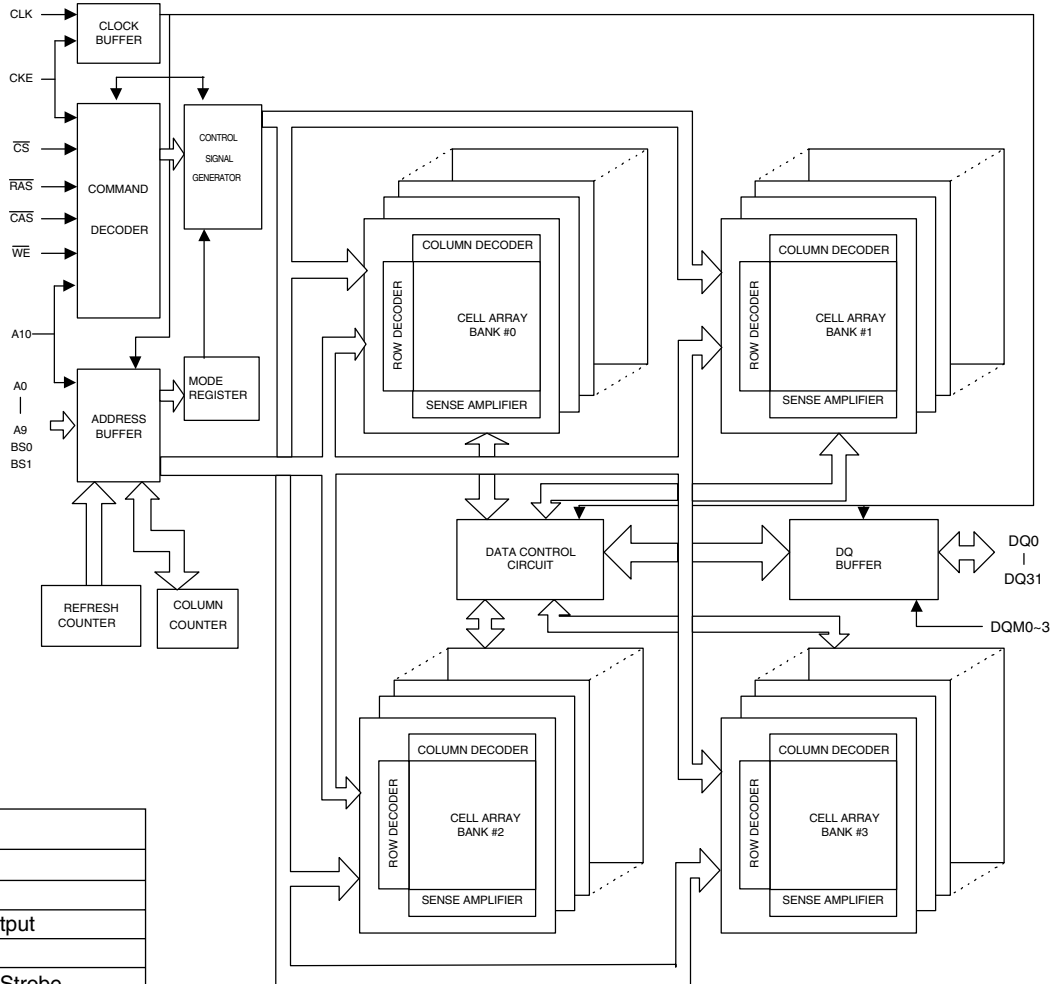 CLK
CLOCK
BUFFER
CKE
CS
RAS
CAS
WE
A10
COMMAND
DECODER
CONTROL
SIGNAL
GENERATOR
A0
|
A9
BS0
BS1
ADDRESS
BUFFER
MODE
REGISTER
REFRESH
COUNTER
COLUMN
COUNTER
COLUMN DECODER
ROW DECODER
CELL ARRAY
BANK #0
SENSE AMPLIFIER
COLUMN DECODER
ROW DECODER
CELL ARRAY
BANK #1
SENSE AMPLIFIER
DATA CONTROL
CIRCUIT
DQ
BUFFER
DQ0
|
DQ31
DQM0~3
COLUMN DECODER
ROW DECODER
CELL ARRAY
BANK #2
SENSE AMPLIFIER
COLUMN DECODER
ROW DECODER
CELL ARRAY
BANK #3
SENSE AMPLIFIER
tput